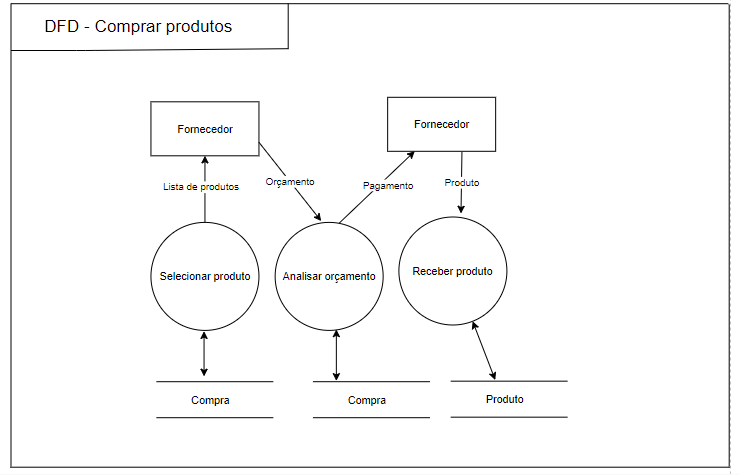 DFD - Comprar produtos
Fornecedor
Fornecedor
Lista de produtos
Orçamento
Pagamento
Produto
Selecionar produto
Analisar orçamento
Receber produto
Compra
Compra
Produto